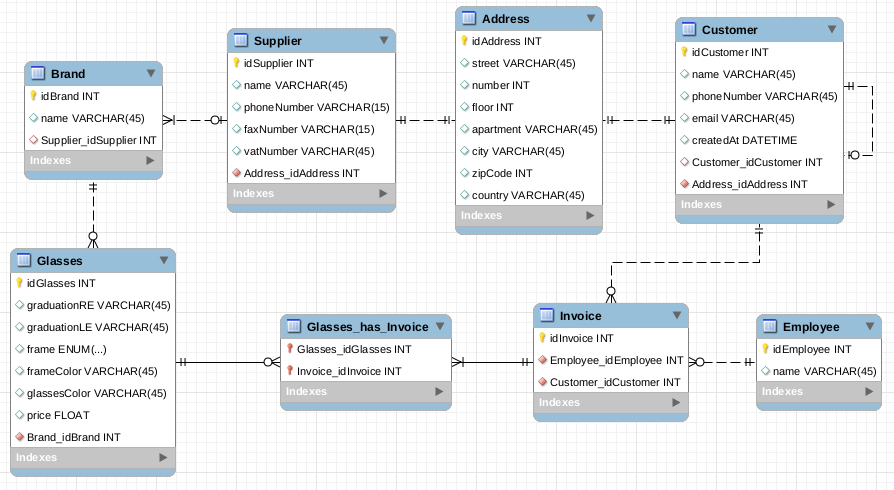 Brand
idBrand INT
name VARCHAR(45)
Supplier_idSupplier INT
Indexes
Supplier
idSupplier INT
name VARCHAR(45)
phoneNumber VARCHAR(15)
faxNumber VARCHAR(15)
vatNumber VARCHAR(45)
Address_idAddress INT
Indexes
Address
idAddress INT
street VARCHAR(45)
number INT
floor INT
apartment VARCHAR(45)
city VARCHAR(45)
zipCode INT
country VARCHAR(45)
Indexes
Customer
idCustomer INT
name VARCHAR(45)
phoneNumber VARCHAR(45)
email VARCHAR(45)
createdAt DATETIME
Customer_idCustomer INT
Address_idAddress INT
Indexes
Glasses
idGlasses INT
graduationRE VARCHAR(45)
graduationLE VARCHAR(45)
frame ENUM(...)
frameColor VARCHAR(45)
glassesColor VARCHAR(45)
price FLOAT
Brand_idBrand INT
Indexes
Glasses_has_Invoice
Glasses_idGlasses INT
Invoice_idInvoice INT
Indexes
Invoice
idInvoice INT
Employee_idEmployee INT
Customer_idCustomer INT
Indexes
Employee
idEmployee INT
name VARCHAR(45)
Indexes